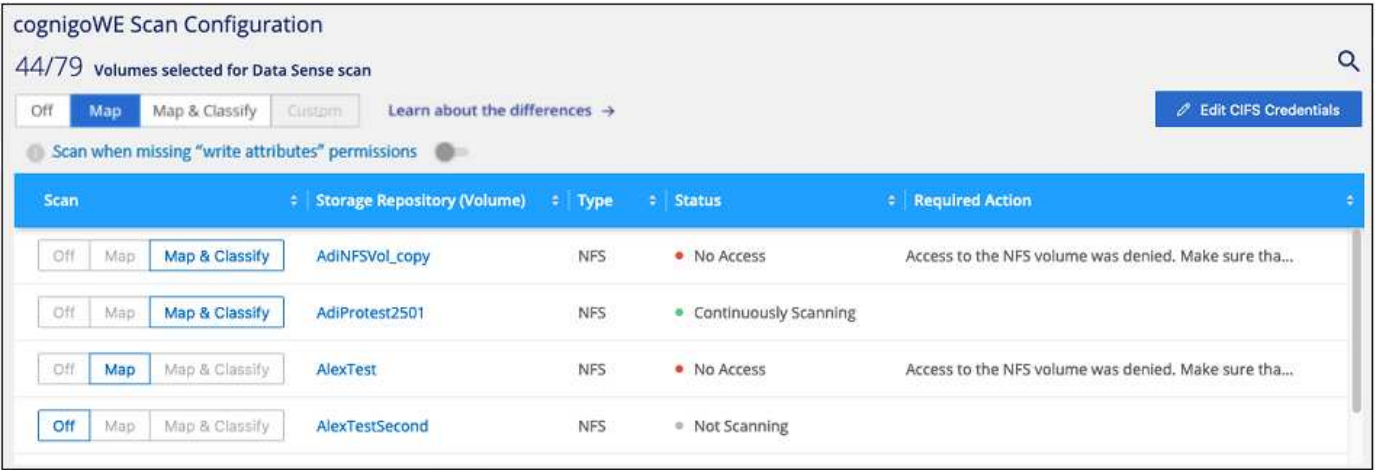 cognigoWE Scan Configuration
44/79 Volumes selected for Data Sense scan
Off Map Map & Classify Custom Learn about the differences → Edit CIFS Credentials
Scan when missing “write attributes” permissions
Scan Storage Repository (Volume) Type Status Required Action
Off Map Map & Classify AdiNFSVol_copy NFS No Access Access to the NFS volume was denied. Make sure tha...
Off Map Map & Classify AdiProtest2501 NFS Continuously Scanning
Off Map Map & Classify AlexTest NFS No Access Access to the NFS volume was denied. Make sure tha...
Off Map Map & Classify AlexTestSecond NFS Not Scanning